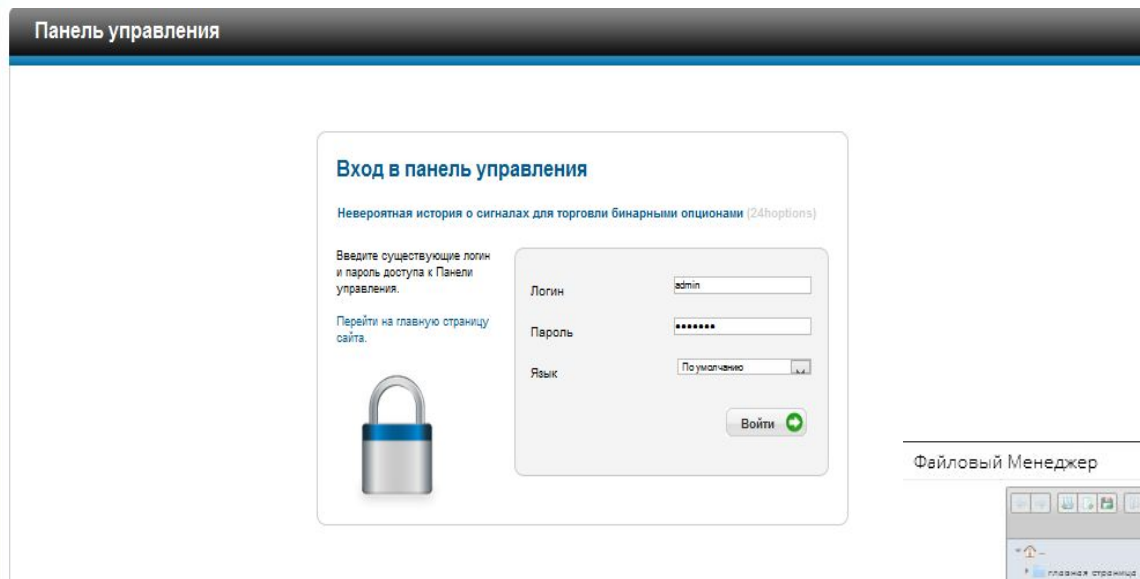 Панель управления
Вход в панель управления
Невероятная история о сигналах для торговли бинарными опционами (24hoptions)
Введите существующие логин
и пароль доступа к Панели
управления.
Перейти на главную страницу
сайта.
Логин
admin
Пароль
•••••••
Язык
По умолчанию
Войти
Файловый Менеджер
главная страница